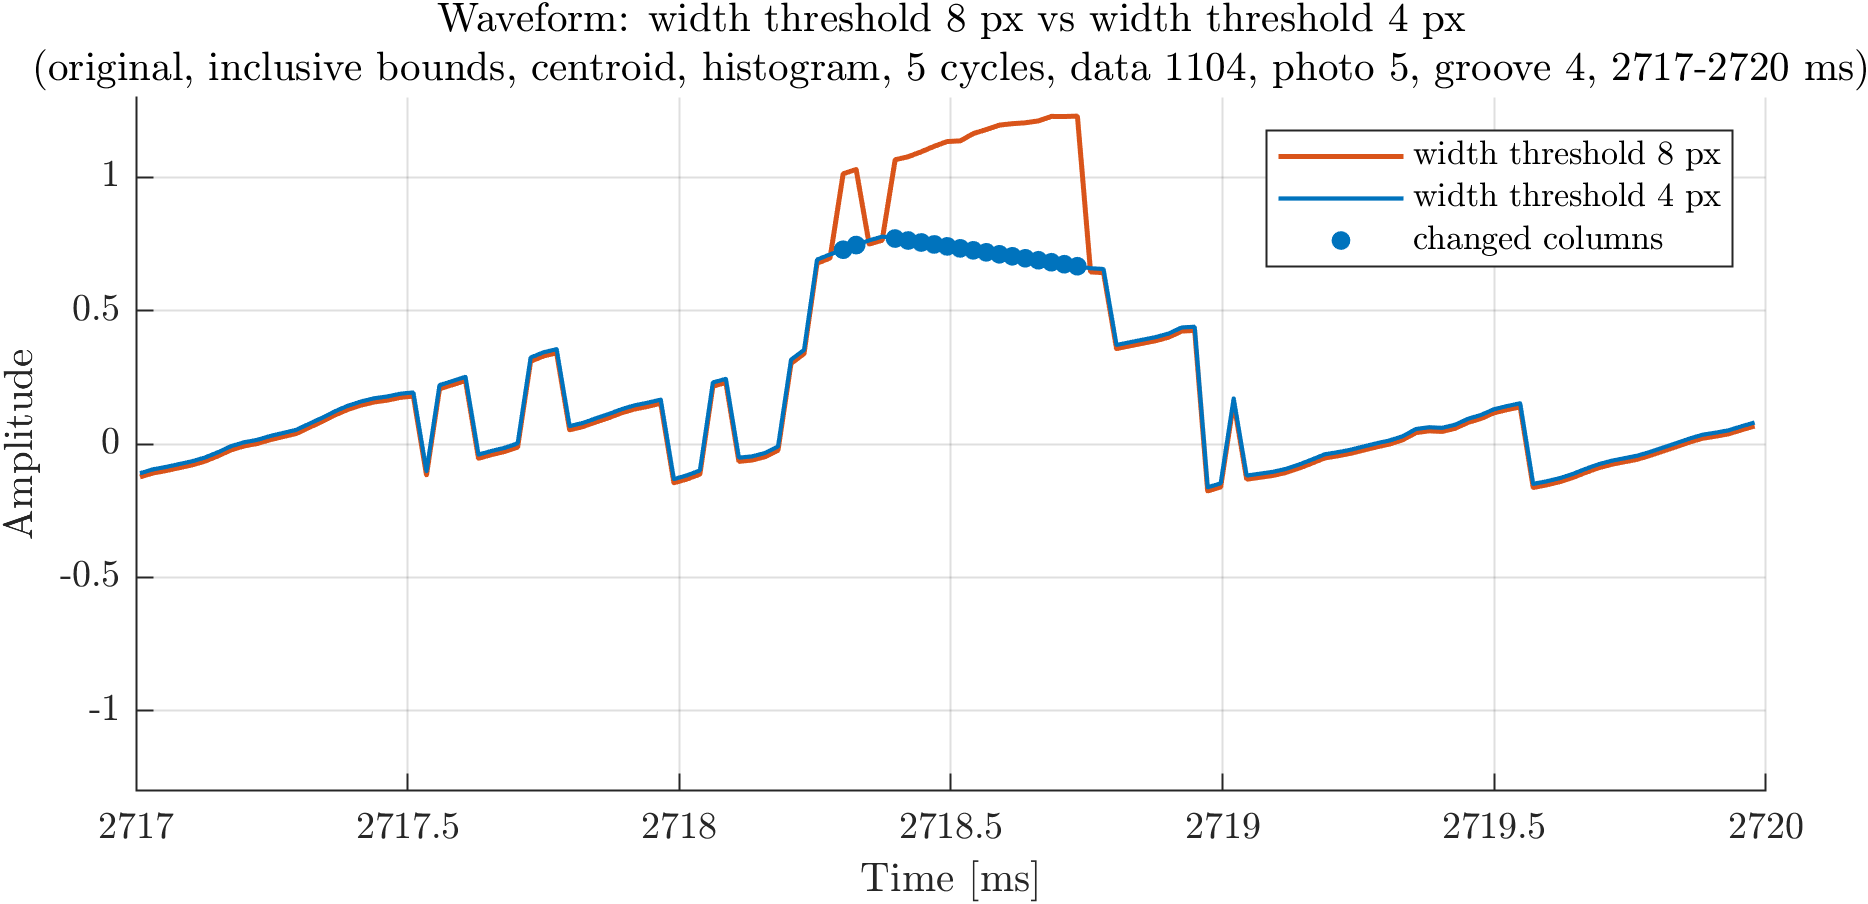 Waveform: width threshold 8 px vs width threshold 4 px
(original, inclusive bounds, centroid, histogram, 5 cycles, data 1104, photo 5, groove 4, 2717-2720 ms)
width threshold 8 px
width threshold 4 px
changed columns
1
0.5
0
-0.5
-1
Amplitude
2717
2717.5
2718
2718.5
2719
2719.5
2720
Time [ms]